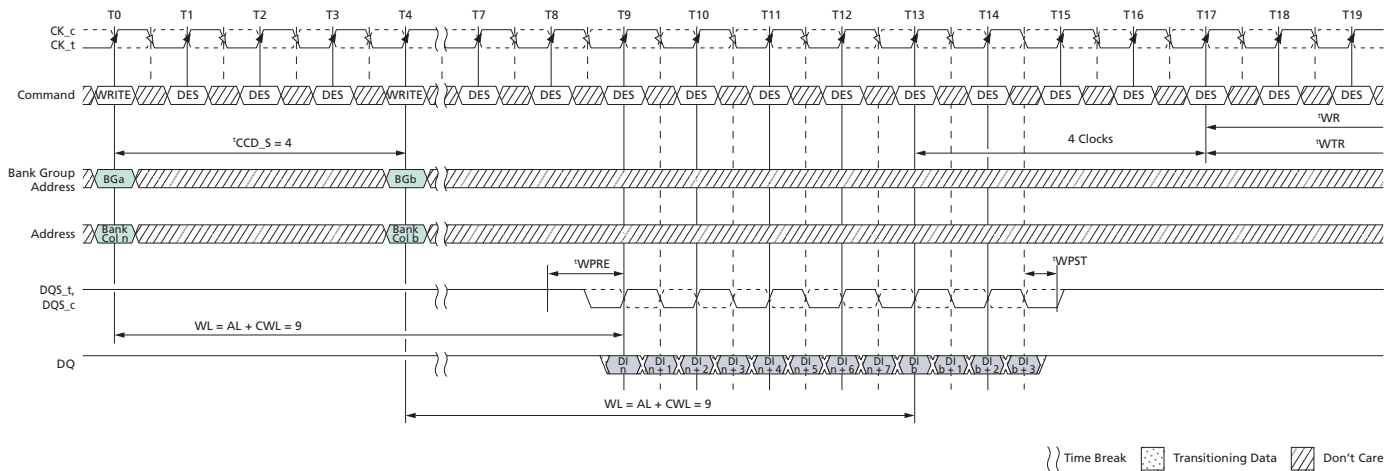 T0 T1 T2 T3 T4 T7 T8 T9 T10 T11 T12 T13 T14 T15 T16 T17 T18 T19
CK_c
CK_t
Command WRITE DES DES DES WRITE DES DES DES DES DES DES DES DES DES DES DES DES DES
tWR
tCCD_S = 4 4 Clocks tWTR
Bank Group
Address BGa BGb
Address Bank
Col n Bank
Col b
tWPRE tWPST
DQS_t,
DQS_c
WL = AL + CWL = 9
DQ DI
n DI
n + 1 DI
n + 2 DI
n + 3 DI
n + 4 DI
n + 5 DI
n + 6 DI
n + 7 DI
b DI
b + 1 DI
b + 2 DI
b + 3
WL = AL + CWL = 9
Time Break Transitioning Data Don't Care